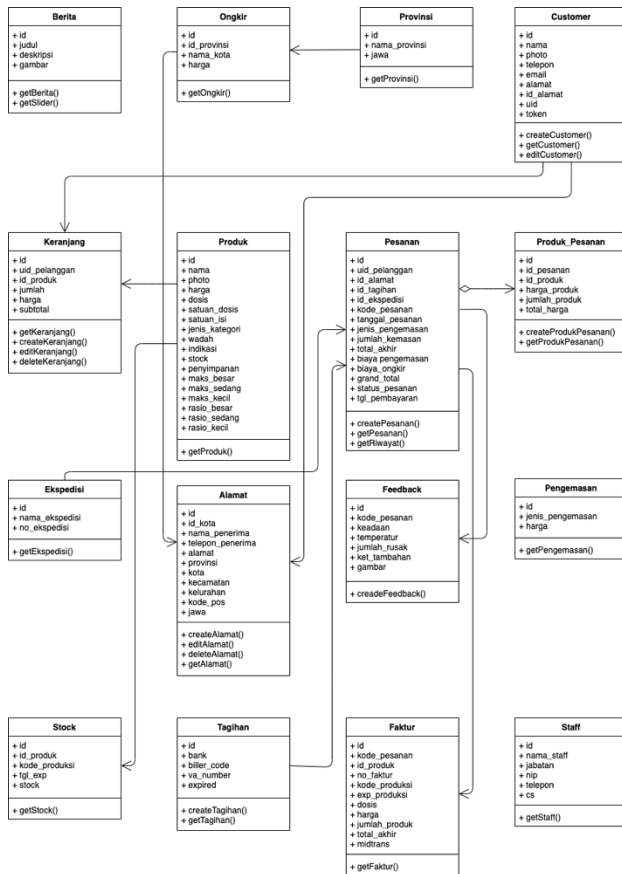 Berita
+ id
+ judul
+ deskripsi
+ gambar
+ getBerita()
+ getSlider()
Ongkir
+ id
+ id_provinsi
+ nama_kota
+ harga
+ getOngkir()
Provinsi
+ id
+ nama_provinsi
+ jawa
+ getProvinsi()
Customer
+ id
+ nama
+ photo
+ telepon
+ email
+ alamat
+ id_alamat
+ uid
+ token
+ createCustomer()
+ getCustomer()
+ editCustomer()
Keranjang
+ id
+ uid_pelanggan
+ id_produk
+ jumlah
+ harga
+ subtotal
+ getKeranjang()
+ createKeranjang()
+ editKeranjang()
+ deleteKeranjang()
Produk
+ id
+ nama
+ photo
+ harga
+ dosis
+ satuan_dosis
+ satuan_isi
+ jenis_kategori
+ wadah
+ indikasi
+ stock
+ penyimpanan
+ maks_besar
+ maks_sedang
+ maks_kecil
+ rasio_besar
+ rasio_sedang
+ rasio_kecil
+ getProduk()
Pesanan
+ id
+ uid_pelanggan
+ id_alamat
+ id_tagihan
+ id_ekspedisi
+ kode_pesanan
+ tanggal_pesanan
+ jenis_pengemasan
+ jumlah_kemasan
+ total_akhir
+ biaya pengemasan
+ biaya_ongkir
+ grand_total
+ status_pesanan
+ tgl_pembayaran
+ createPesanan()
+ getPesanan()
+ getRiwayat()
Produk_Pesanan
+ id
+ id_pesanan
+ id_produk
+ harga_produk
+ jumlah_produk
+ total_harga
+ createProdukPesanan()
+ getProdukPesanan()
Ekspedisi
+ id
+ nama_ekspedisi
+ no_ekspedisi
+ getEkspedisi()
Alamat
+ id
+ id_kota
+ nama_penerima
+ telepon_penerima
+ alamat
+ provinsi
+ kota
+ kecamatan
+ kelurahan
+ kode_pos
+ jawa
+ createAlamat()
+ editAlamat()
+ deleteAlamat()
+ getAlamat()
Feedback
+ id
+ kode_pesanan
+ keadaan
+ temperatur
+ jumlah_rusak
+ ket_tambahan
+ gambar
+ creadeFeedback()
Pengemasan
+ id
+ jenis_pengemasan
+ harga
+ getPengemasan()
Stock
+ id
+ id_produk
+ kode_produksi
+ tgl_exp
+ stock
+ getStock()
Tagihan
+ id
+ bank
+ biller_code
+ va_number
+ expired
+ createTagihan()
+ getTagihan()
Faktur
+ id
+ kode_pesanan
+ id_produk
+ no_faktur
+ kode_produksi
+ exp_produksi
+ dosis
+ harga
+ jumlah_produk
+ total_akhir
+ midtrans
+ getFaktur()
Staff
+ id
+ nama_staff
+ jabatan
+ nip
+ telepon
+ cs
+ getStaff()